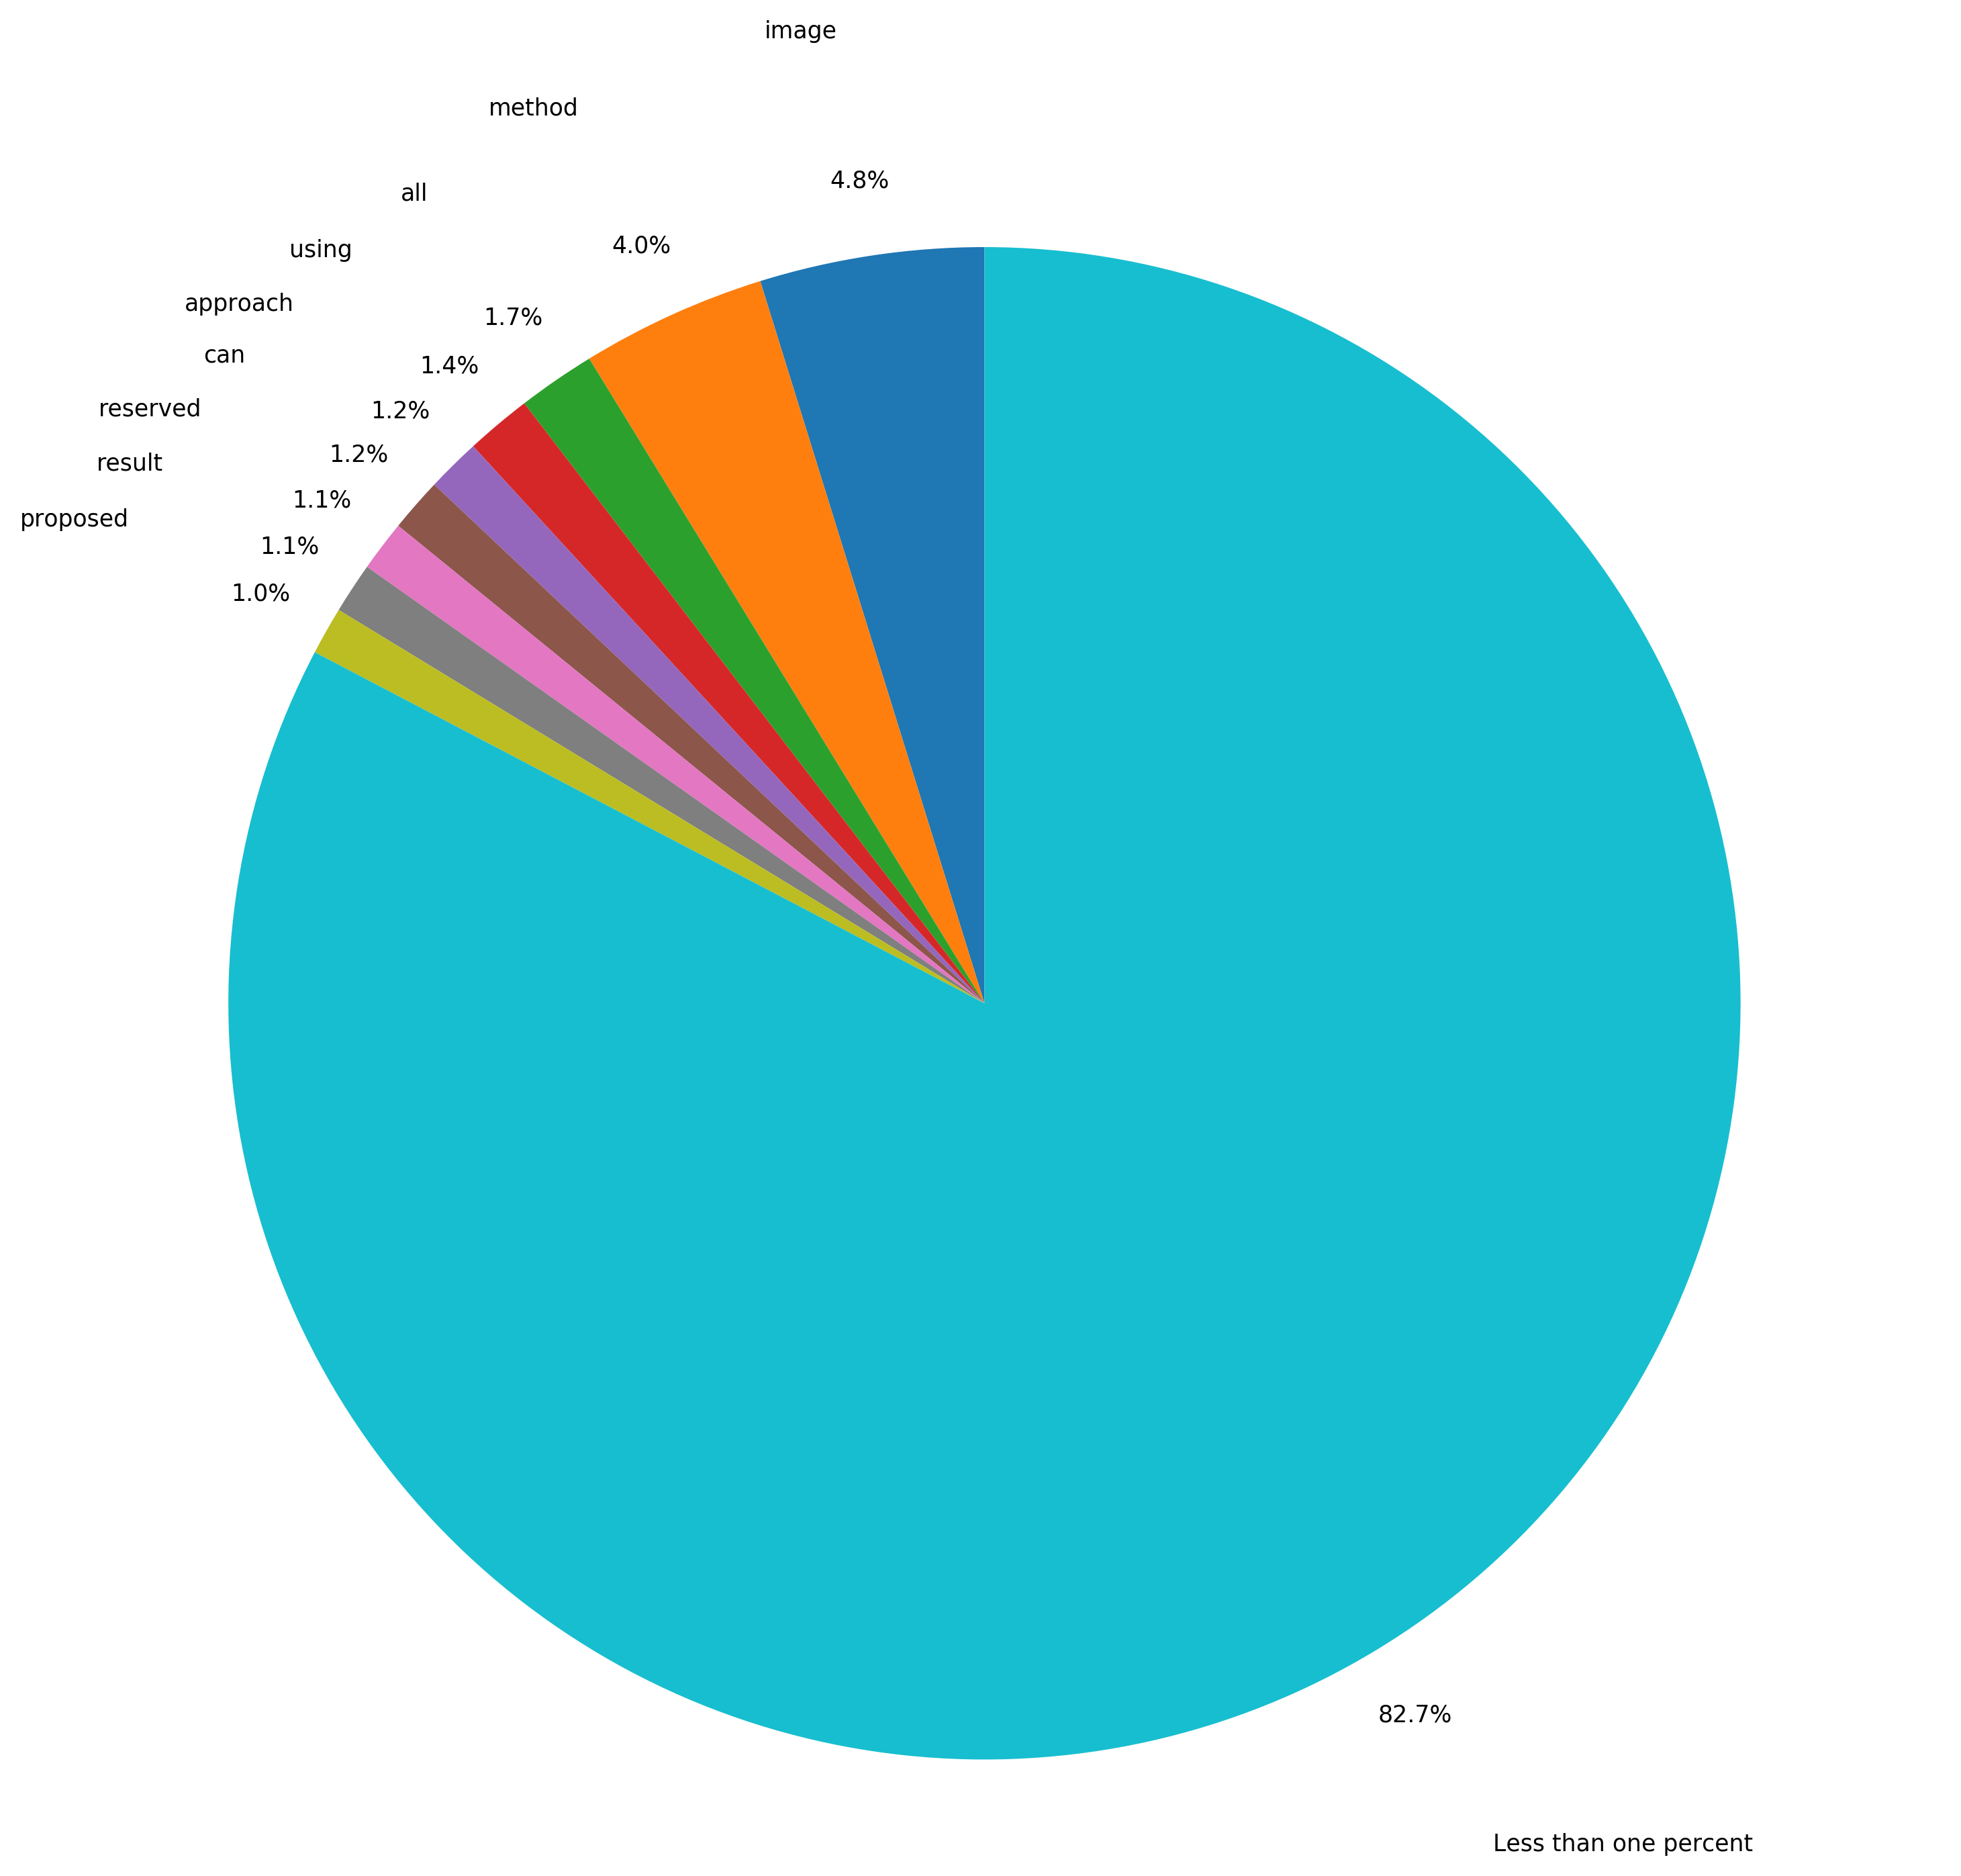 image
method
4.8%
all
using
4.0%
approach
1.7%
can
1.4%
reserved
1.2%
result
1.2%
proposed
1.1%
1.1%
1.0%
82.7%
Less than one percent